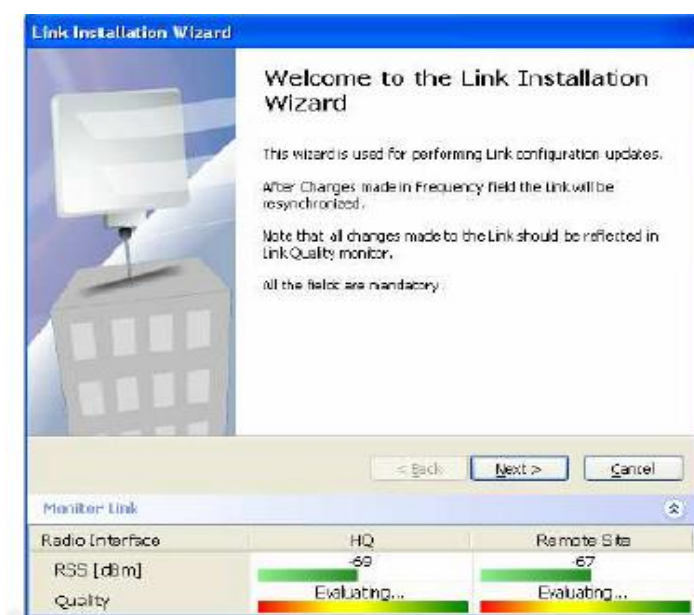 Link Installation Wizard
Welcome to the Link Installation
Wizard
This wizard is used for performing Link configuration updates.
After Changes made in Frequency field the Link will be
resynchronized.
Note that all changes made to the Link should be reflected in
Link Quality monitor.
All the fields are mandatory.
< Back Next > Cancel
Monitor Link
Radio Interface HQ Remote Site
RSS [dBm] -69 -67
Quality Evaluating... Evaluating...